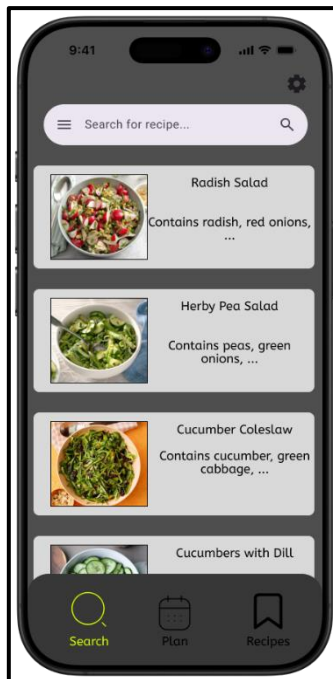 9:41
Search for recipe...
Radish Salad
Contains radish, red onions,
...
Herby Pea Salad
Contains peas, green
onions, ...
Cucumber Coleslaw
Contains cucumber, green
cabbage, ...
Cucumbers with Dill
Search Plan Recipes